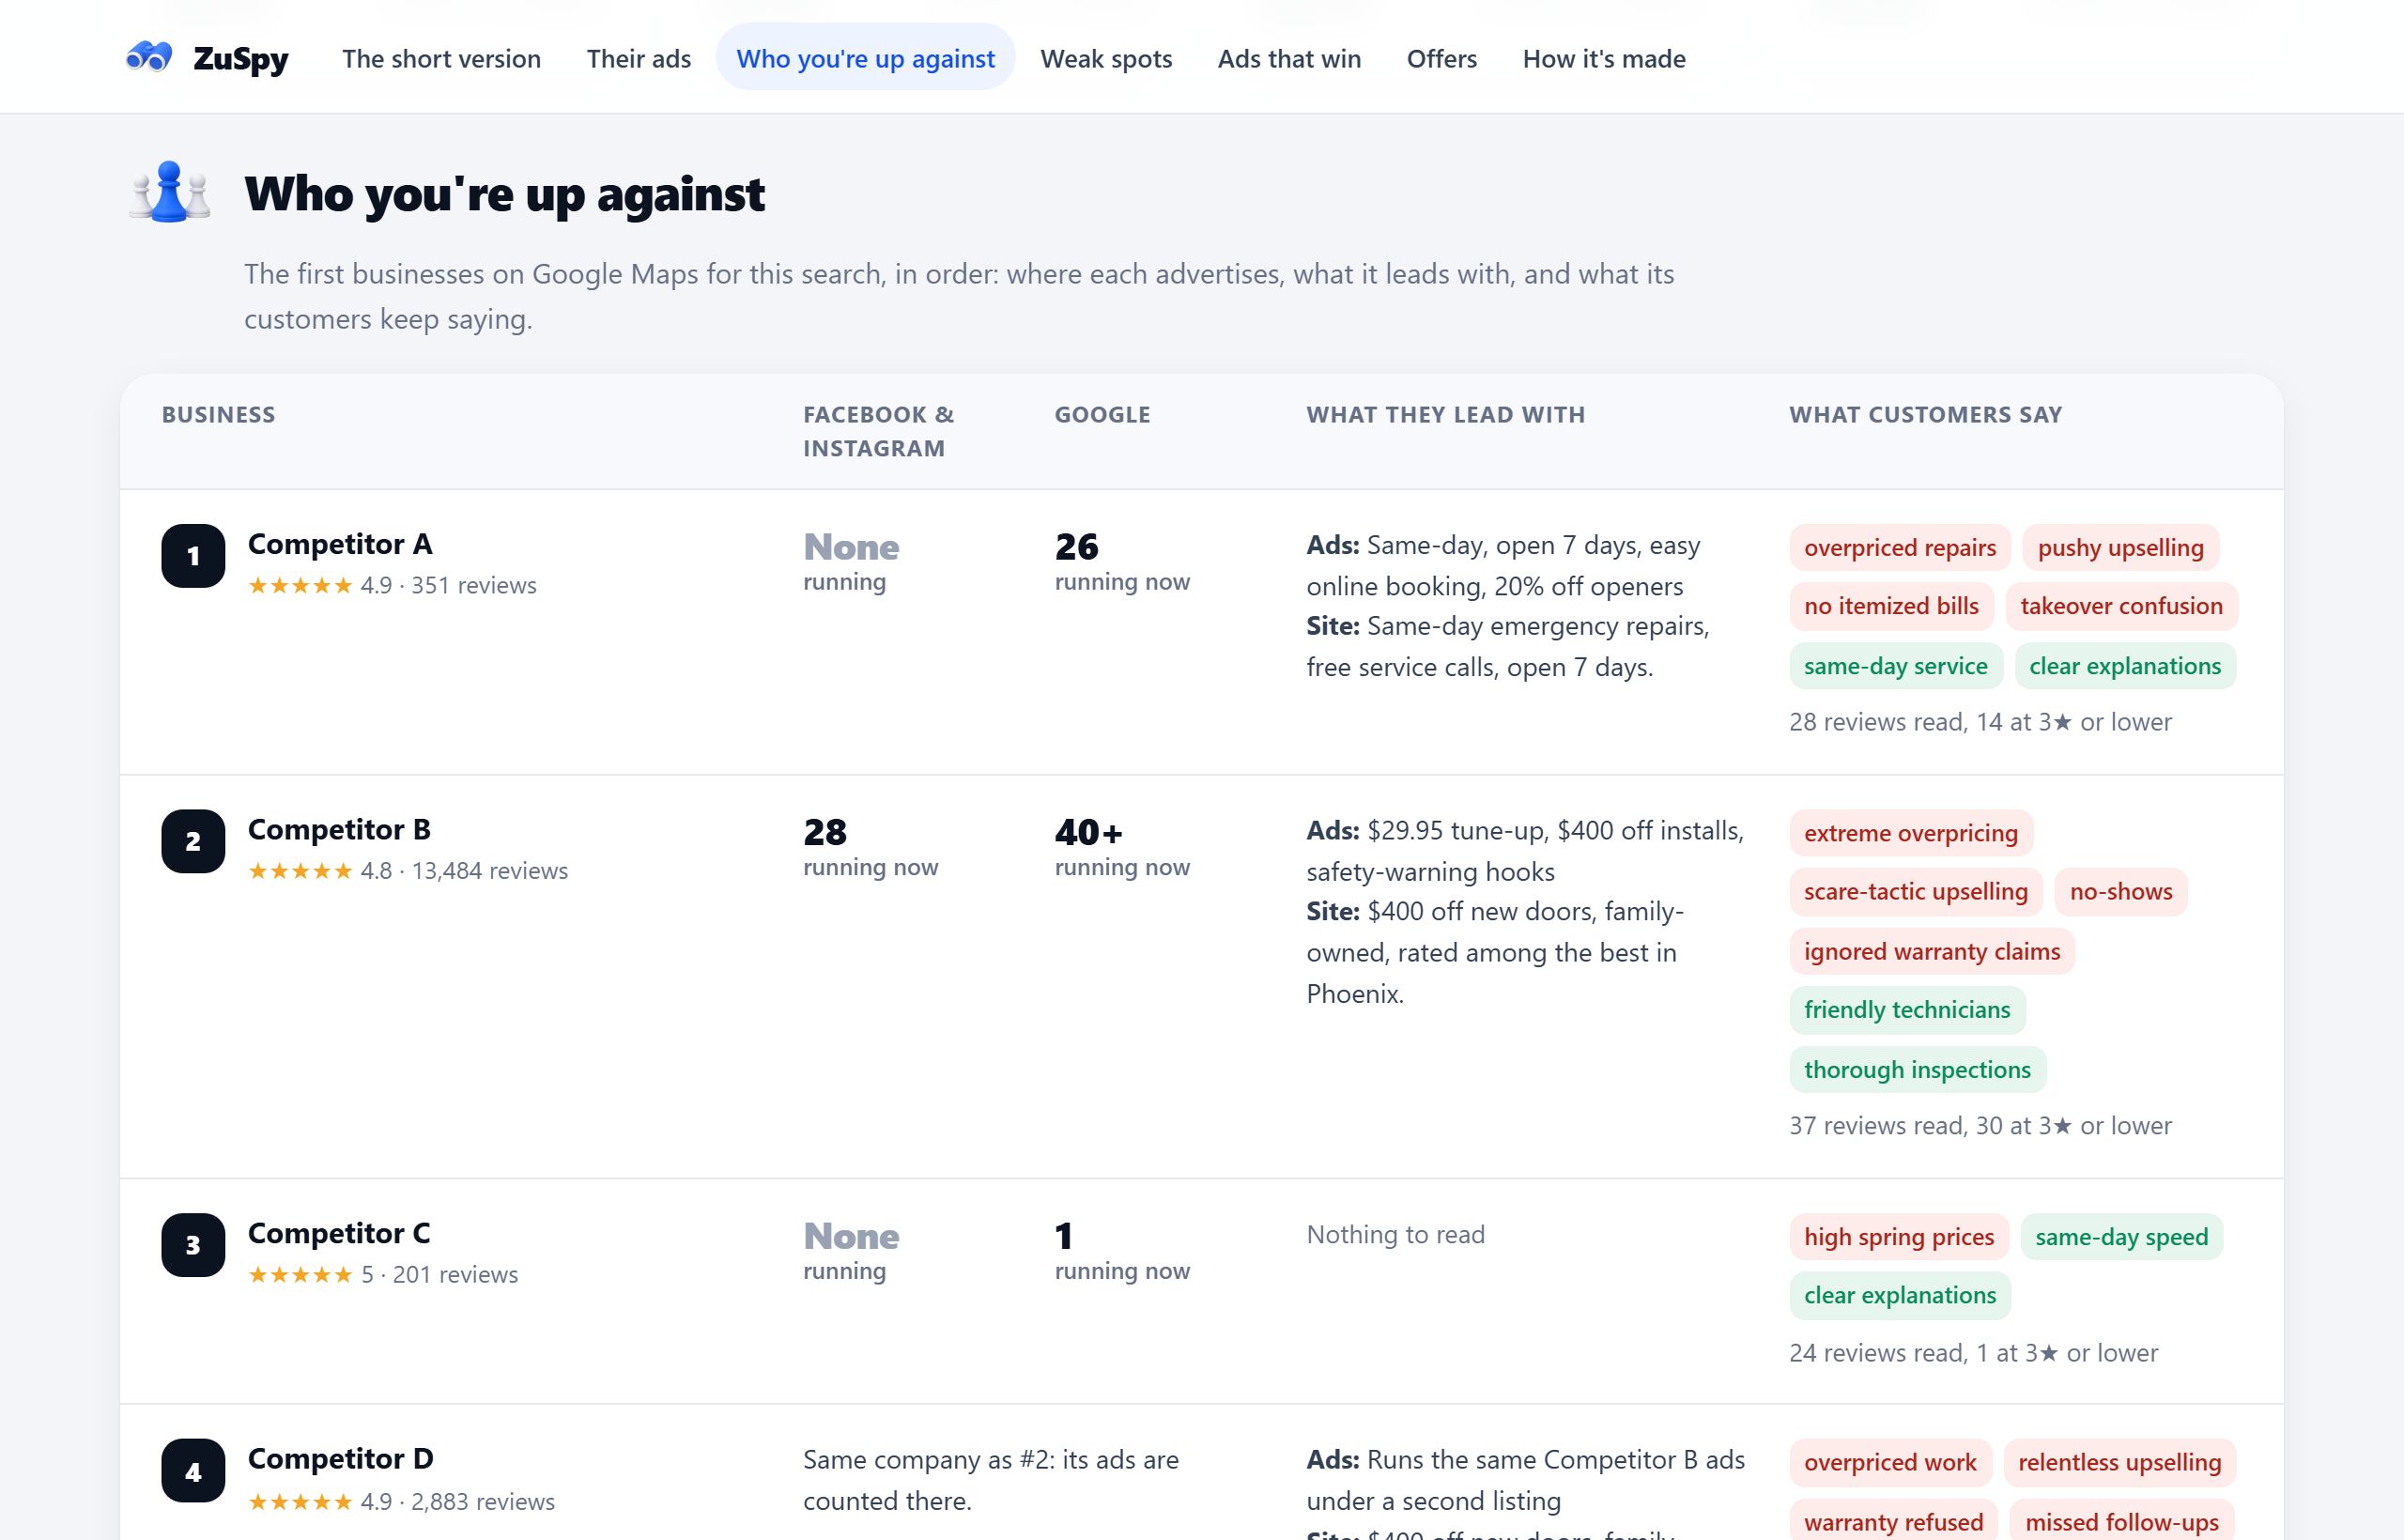 ZuSpy
The short version
Their ads
Who you're up against
Weak spots
Ads that win
Offers
How it's made
Who you're up against
The first businesses on Google Maps for this search, in order: where each advertises, what it leads with, and what its
customers keep saying.
BUSINESS
FACEBOOK &
INSTAGRAM
GOOGLE
WHAT THEY LEAD WITH
WHAT CUSTOMERS SAY
1
Competitor A
★★★★★ 4.9 · 351 reviews
None
running
26
running now
Ads: Same-day, open 7 days, easy
online booking, 20% off openers
Site: Same-day emergency repairs,
free service calls, open 7 days.
overpriced repairs
pushy upselling
no itemized bills
takeover confusion
same-day service
clear explanations
28 reviews read, 14 at 3★ or lower
2
Competitor B
★★★★★ 4.8 · 13,484 reviews
28
running now
40+
running now
Ads: $29.95 tune-up, $400 off installs,
safety-warning hooks
Site: $400 off new doors, family-
owned, rated among the best in
Phoenix.
extreme overpricing
scare-tactic upselling
no-shows
ignored warranty claims
friendly technicians
thorough inspections
37 reviews read, 30 at 3★ or lower
3
Competitor C
★★★★★ 5 · 201 reviews
None
running
1
running now
Nothing to read
high spring prices
same-day speed
clear explanations
24 reviews read, 1 at 3★ or lower
4
Competitor D
★★★★★ 4.9 · 2,883 reviews
Same company as #2: its ads are
counted there.
Ads: Runs the same Competitor B ads
under a second listing
Site: $400 off new doors, family-
overpriced work
relentless upselling
warranty refused
missed follow-ups